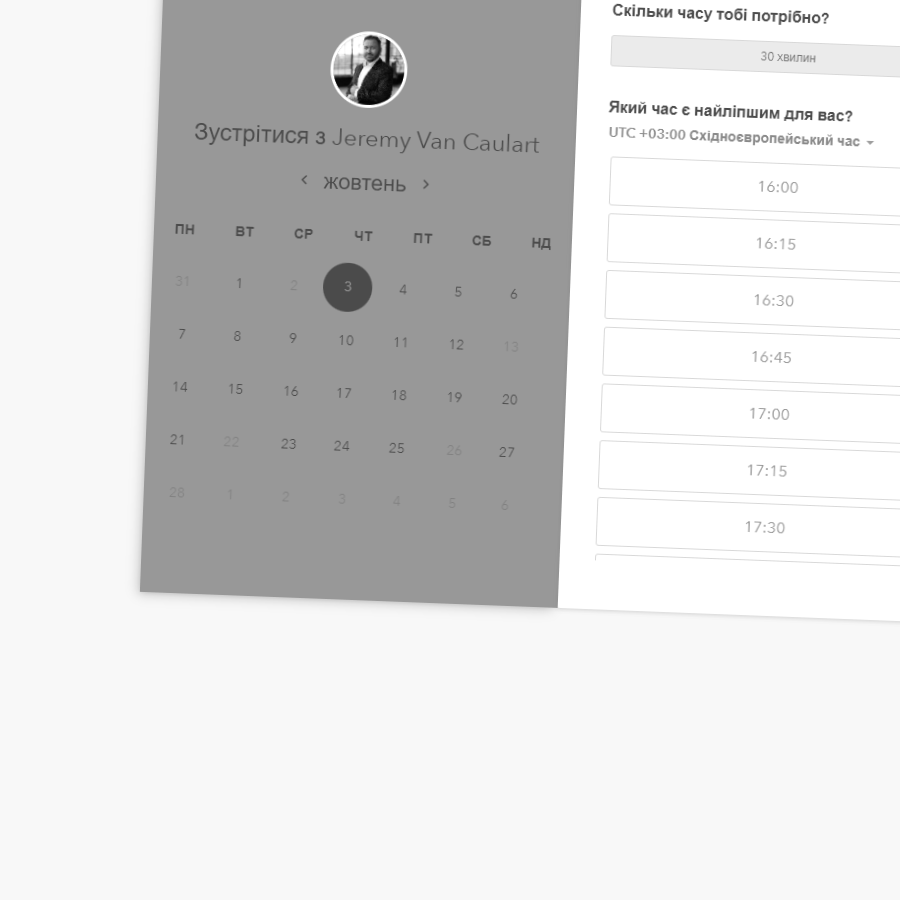 Зустрітися з Jeremy Van Caulart
жовтень
ПН ВТ СР ЧТ ПТ СБ НД
31 1 2 3 4 5 6
7 8 9 10 11 12 13
14 15 16 17 18 19 20
21 22 23 24 25 26 27
28 1 2 3 4 5 6
Скільки часу тобі потрібно?
30 хвилин
Який час є найліпшим для вас?
UTC +03:00 Східноєвропейський час
16:00
16:15
16:30
16:45
17:00
17:15
17:30